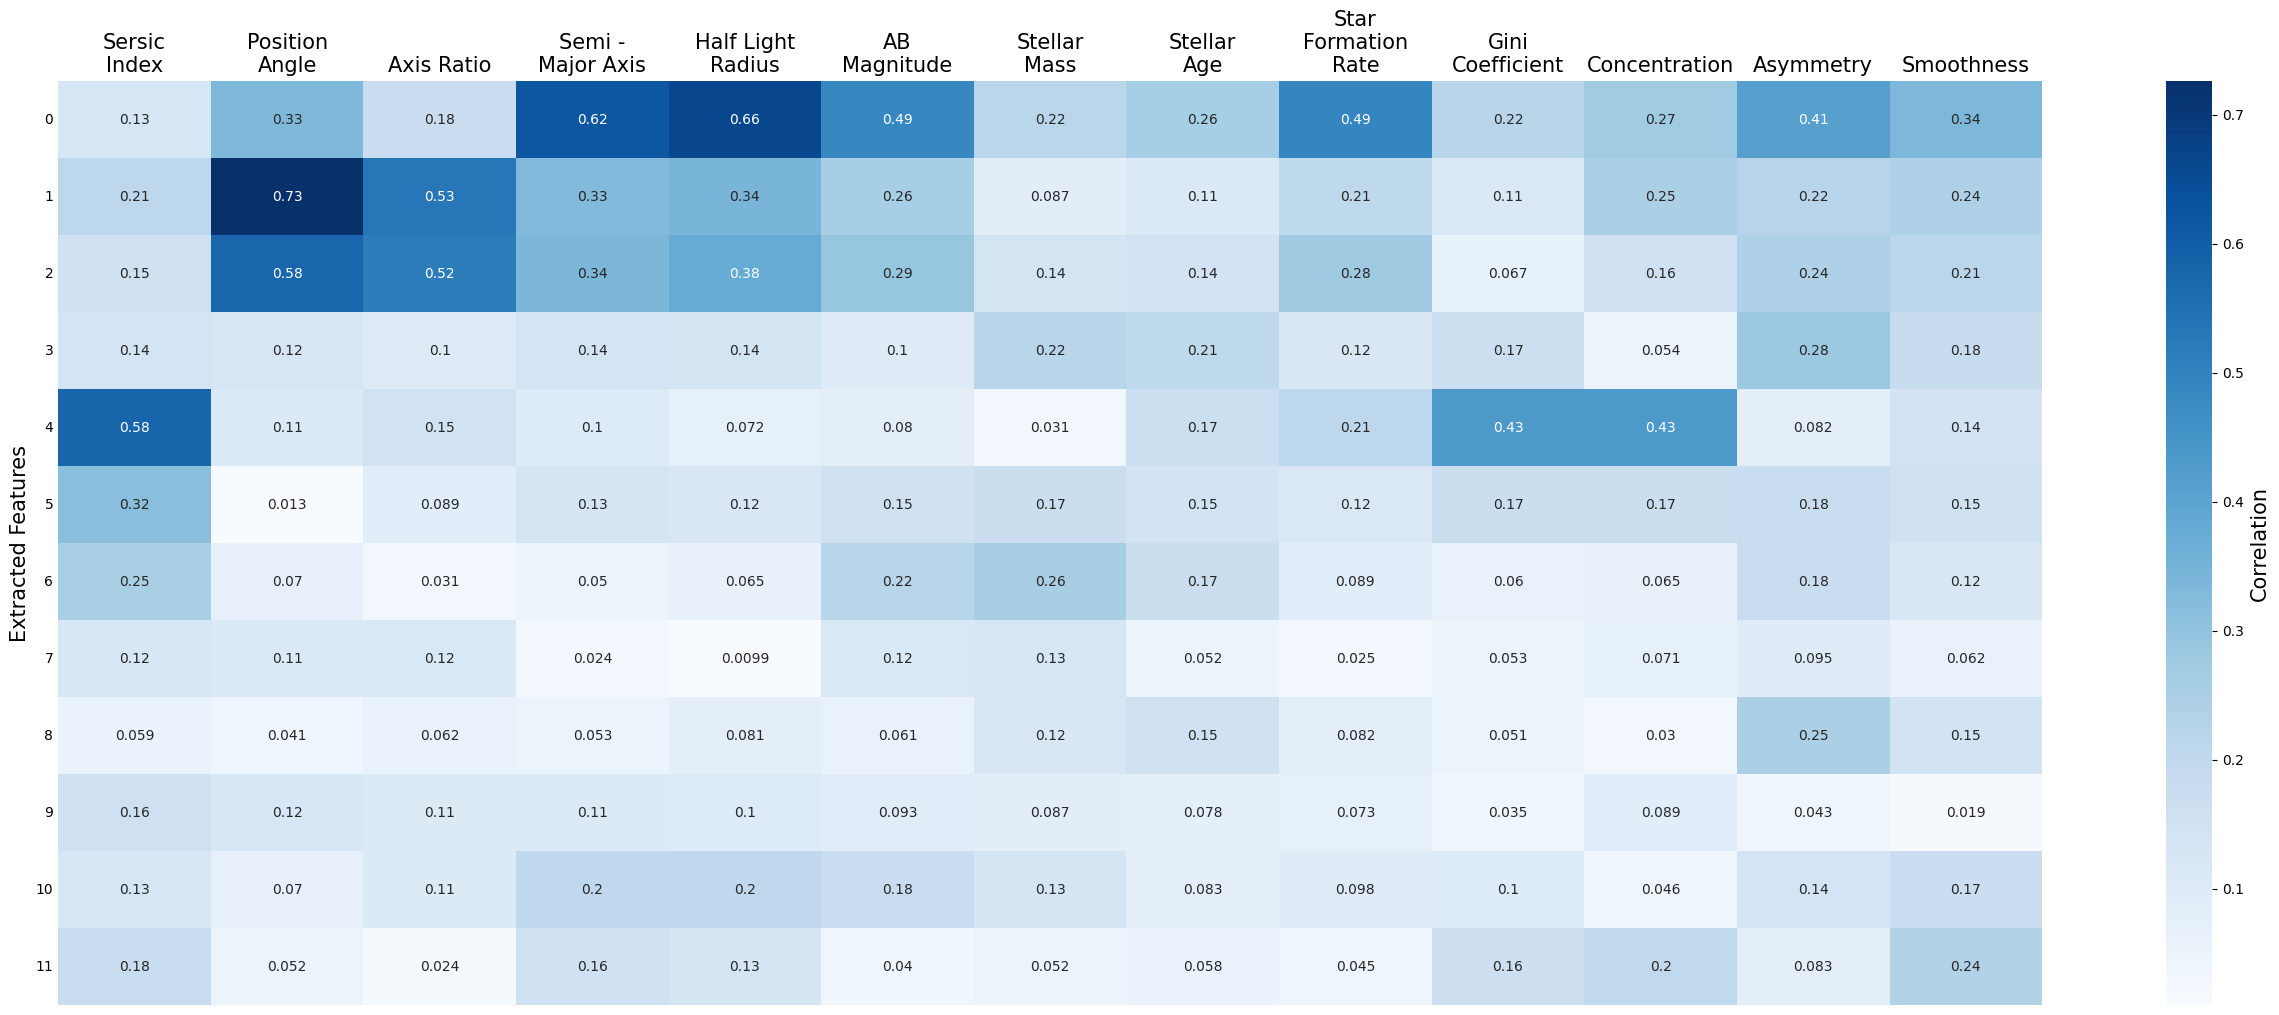 Sersic
Index
Position
Angle
Axis Ratio
Semi -
Major Axis
Half Light
Radius
AB
Magnitude
Stellar
Mass
Stellar
Age
Star
Formation
Rate
Gini
Coefficient
Concentration
Asymmetry
Smoothness
0 0.13 0.33 0.18 0.62 0.66 0.49 0.22 0.26 0.49 0.22 0.27 0.41 0.34
1 0.21 0.73 0.53 0.33 0.34 0.26 0.087 0.11 0.21 0.11 0.25 0.22 0.24
2 0.15 0.58 0.52 0.34 0.38 0.29 0.14 0.14 0.28 0.067 0.16 0.24 0.21
3 0.14 0.12 0.1 0.14 0.14 0.1 0.22 0.21 0.12 0.17 0.054 0.28 0.18
4 0.58 0.11 0.15 0.1 0.072 0.08 0.031 0.17 0.21 0.43 0.43 0.082 0.14
5 0.32 0.013 0.089 0.13 0.12 0.15 0.17 0.15 0.12 0.17 0.17 0.18 0.15
6 0.25 0.07 0.031 0.05 0.065 0.22 0.26 0.17 0.089 0.06 0.065 0.18 0.12
7 0.12 0.11 0.12 0.024 0.0099 0.12 0.13 0.052 0.025 0.053 0.071 0.095 0.062
8 0.059 0.041 0.062 0.053 0.081 0.061 0.12 0.15 0.082 0.051 0.03 0.25 0.15
9 0.16 0.12 0.11 0.11 0.1 0.093 0.087 0.078 0.073 0.035 0.089 0.043 0.019
10 0.13 0.07 0.11 0.2 0.2 0.18 0.13 0.083 0.098 0.1 0.046 0.14 0.17
11 0.18 0.052 0.024 0.16 0.13 0.04 0.052 0.058 0.045 0.16 0.2 0.083 0.24
Extracted Features
0.7
0.6
0.5
0.4
0.3
0.2
0.1
Correlation